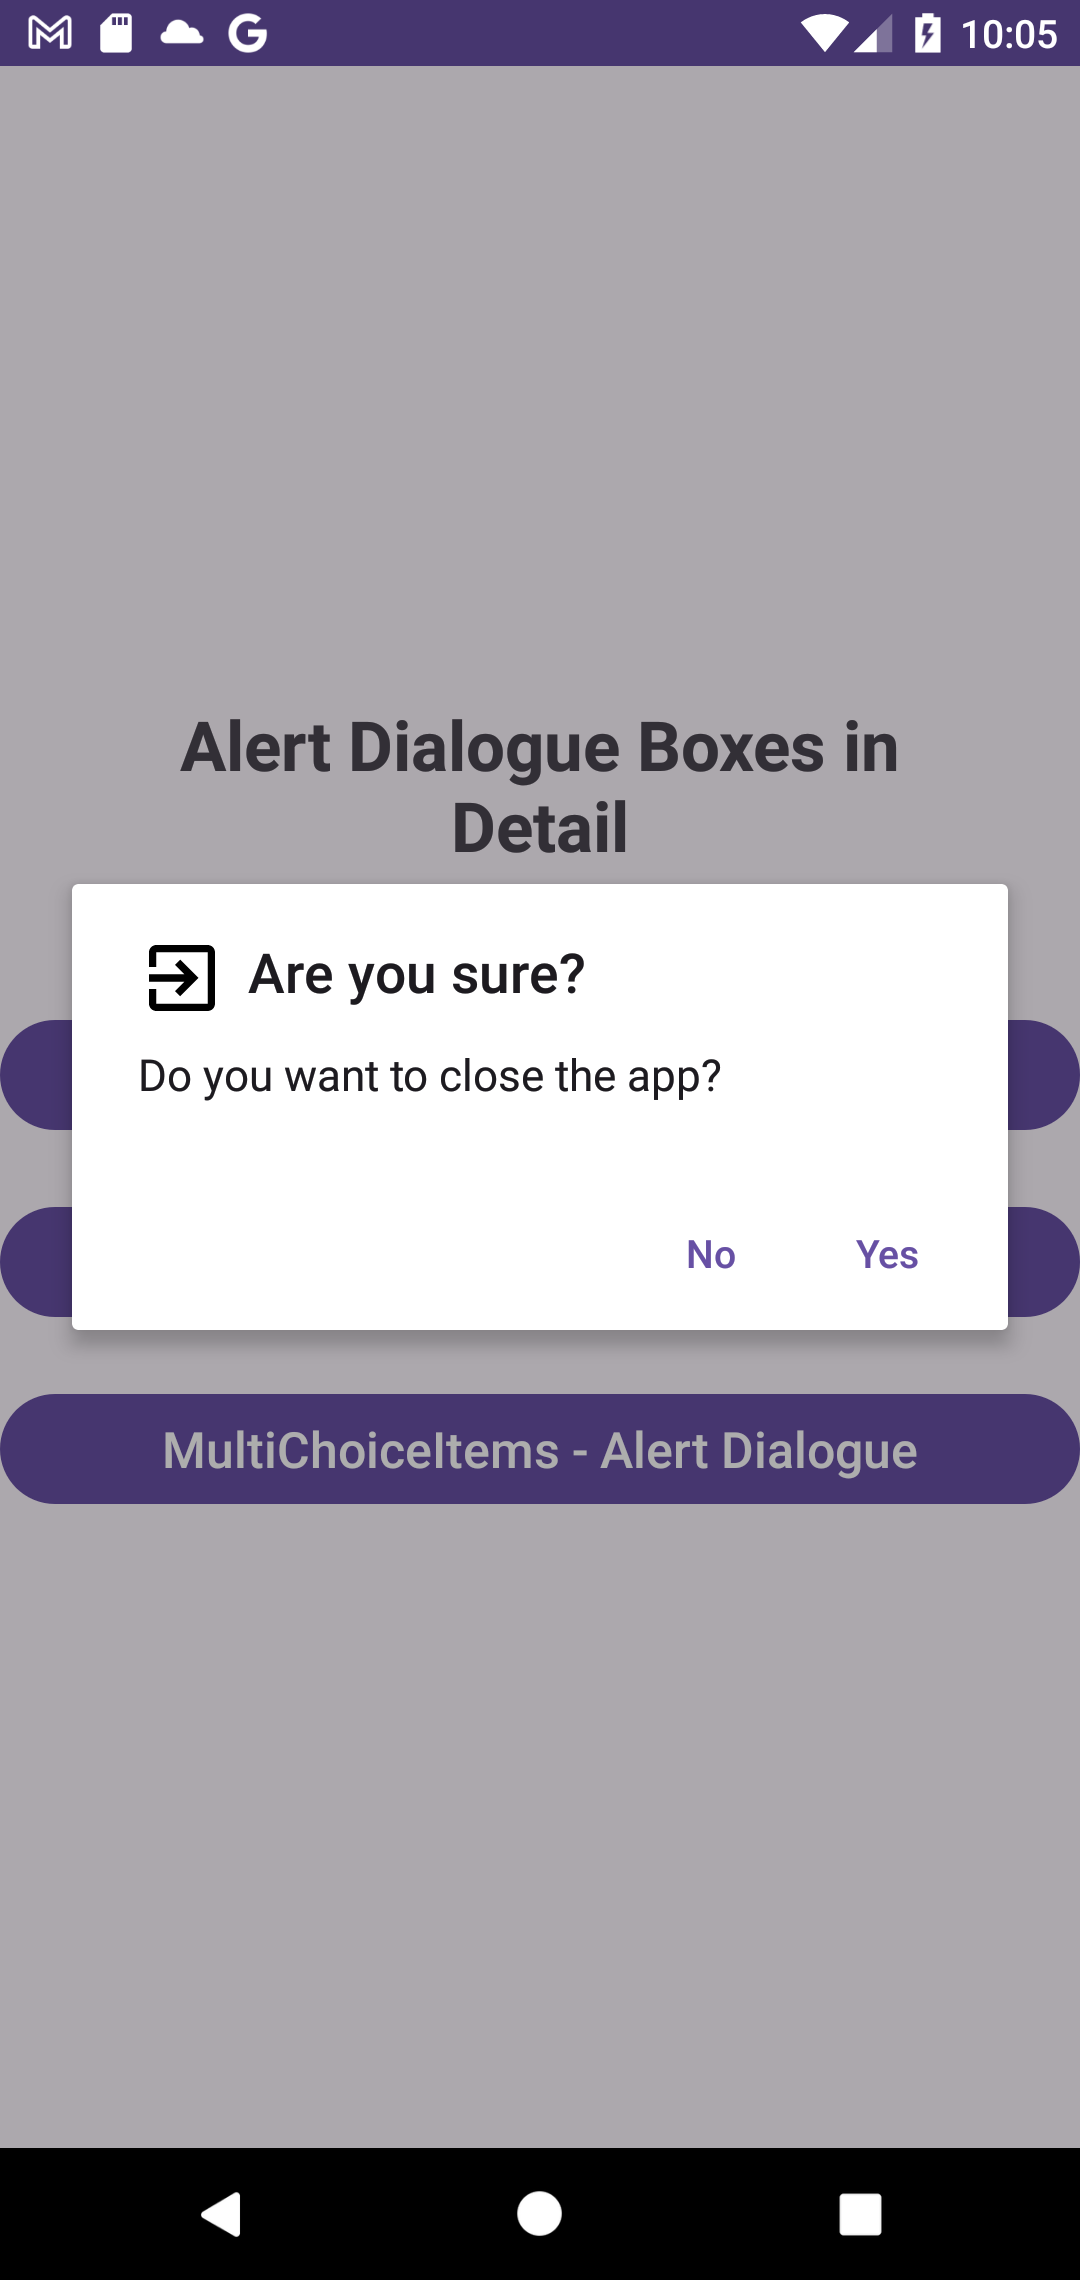 10:05
Alert Dialogue Boxes in
Detail
Are you sure?
Do you want to close the app?
No Yes
MultiChoiceItems - Alert Dialogue